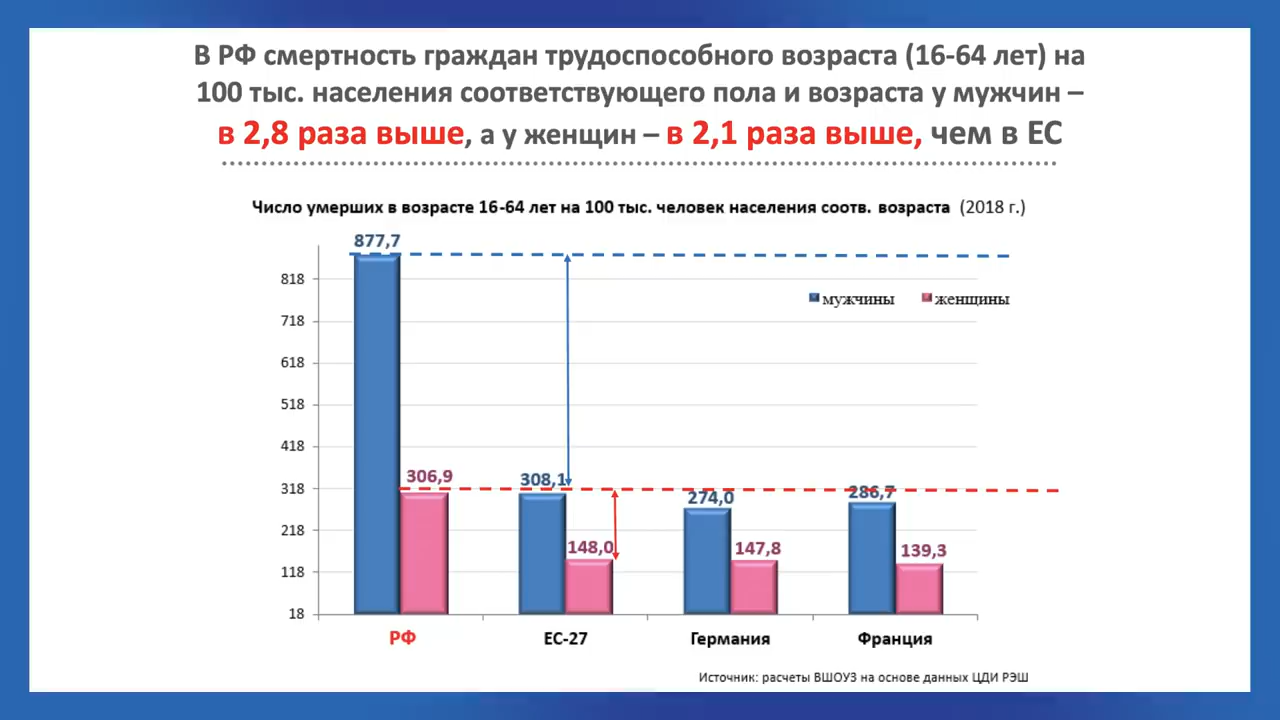 В РФ смертность граждан трудоспособного возраста (16-64 лет) на
100 тыс. населения соответствующего пола и возраста у мужчин –
в 2,8 раза выше, а у женщин – в 2,1 раза выше, чем в ЕС
Число умерших в возрасте 16-64 лет на 100 тыс. человек населения соотв. возраста (2018 г.)
877,7
818
мужчины женщины
718
618
518
418
306,9 308,1
318
274,0 286,7
218
148,0 147,8 139,3
118
18
РФ ЕС-27 Германия Франция
Источник: расчеты ВШОУЗ на основе данных ЦДИ РЭШ